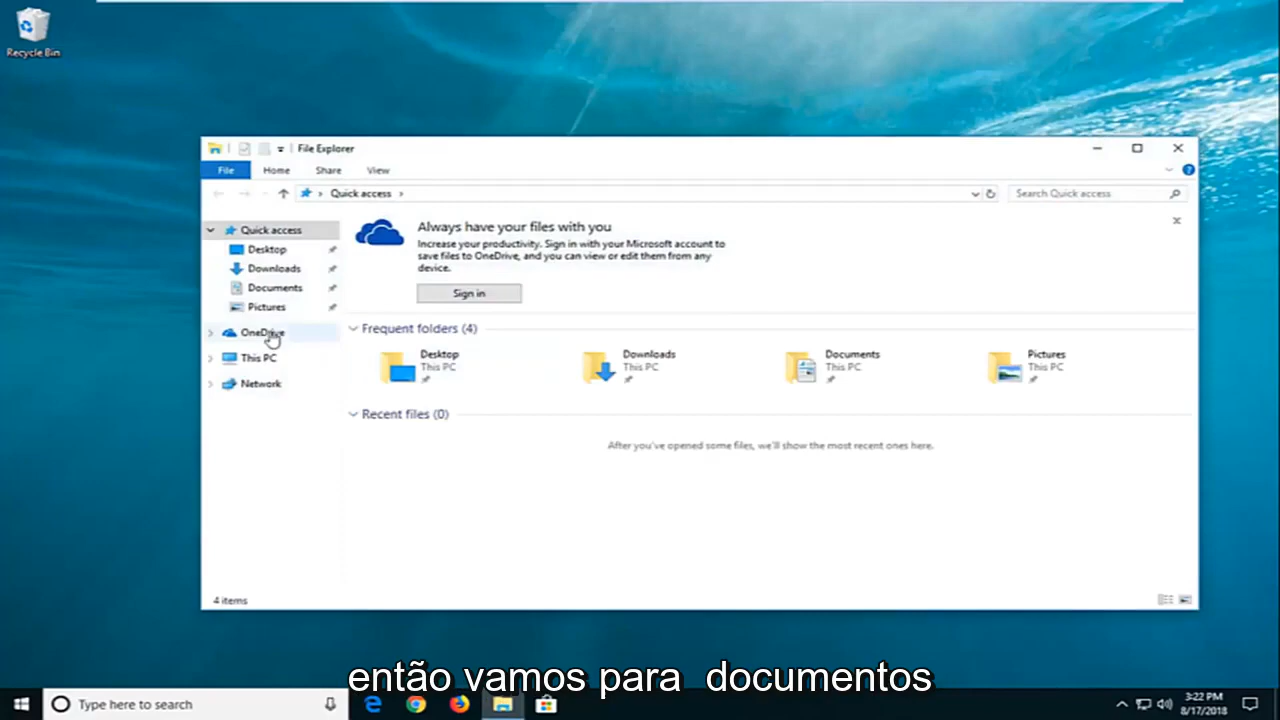 Recycle Bin
File Explorer
File Home Share View
Quick access
Search Quick access
Quick access
Desktop
Downloads
Documents
Pictures
OneDrive
This PC
Network
Always have your files with you
Increase your productivity. Sign in with your Microsoft account to
save files to OneDrive, and you can view or edit them from any
device.
Sign in
Frequent folders (4)
Desktop
This PC
Downloads
This PC
Documents
This PC
Pictures
This PC
Recent files (0)
After you've opened some files, we'll show the most recent ones here.
4 items
então vamos para documentos
Type here to search
3:22 PM
8/17/2018